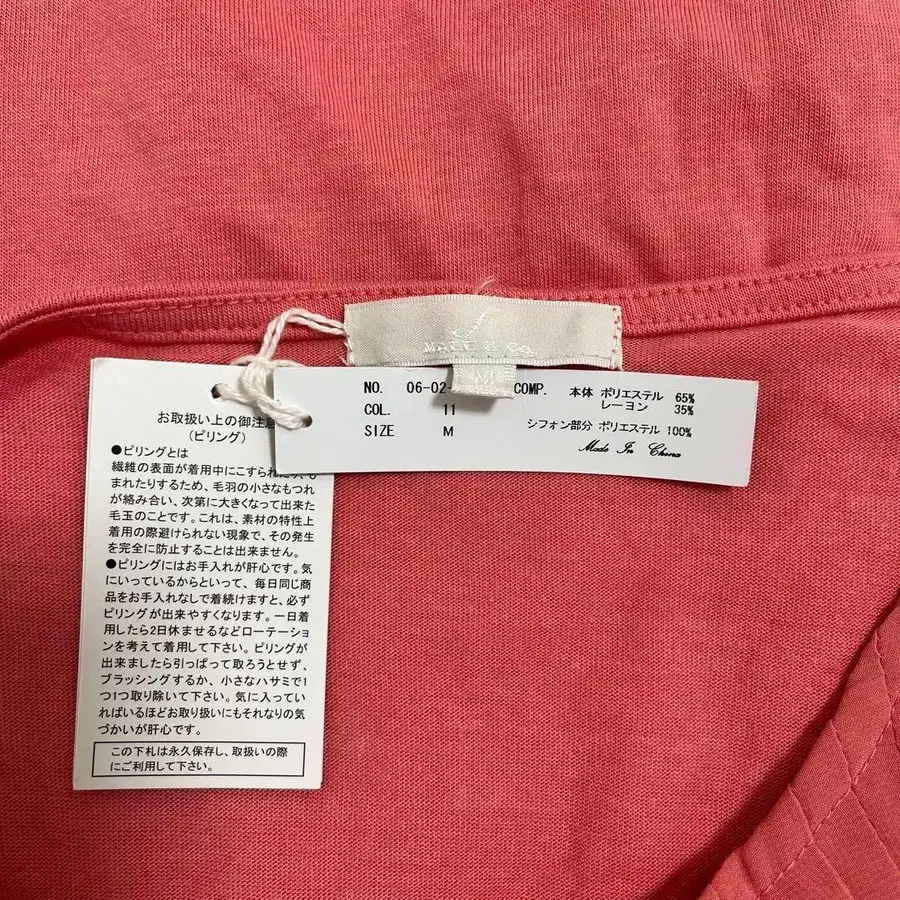 MALE & CO
M
NO. 06-02-
COMP. 本体 ポリエステル 65%
レーヨン 35%
COL. 11
SIZE M
シフォン部分 ポリエステル 100%
Made In China
お取扱い上の御注意
（ピリング）
●ピリングとは
繊維の表面が着用中にこすられたり
まれたりするため、毛羽の小さなもつれ
が絡み合い、次第に大きくなって出来た
毛玉のことです。これは、素材の特性上
着用の際避けられない現象で、その発生
を完全に防止することは出来ません。
●ピリングにはお手入れが肝心です。気
にいっているからといって、毎日同じ商
品をお手入れなしで着続けますと、必ず
ピリングが出来やすくなります。一日着
用したら2日休ませるなどローテーショ
ンを考えて着用して下さい。ピリングが
出来ましたら引っぱって取ろうとせず、
ブラッシングするか、小さなハサミで1
つ1つ取り除いて下さい。気に入ってい
ればいるほどお取り扱いにもそれなりの気
づかいが肝心です。
この下札は永久保存し、取扱いの際
にご利用して下さい。